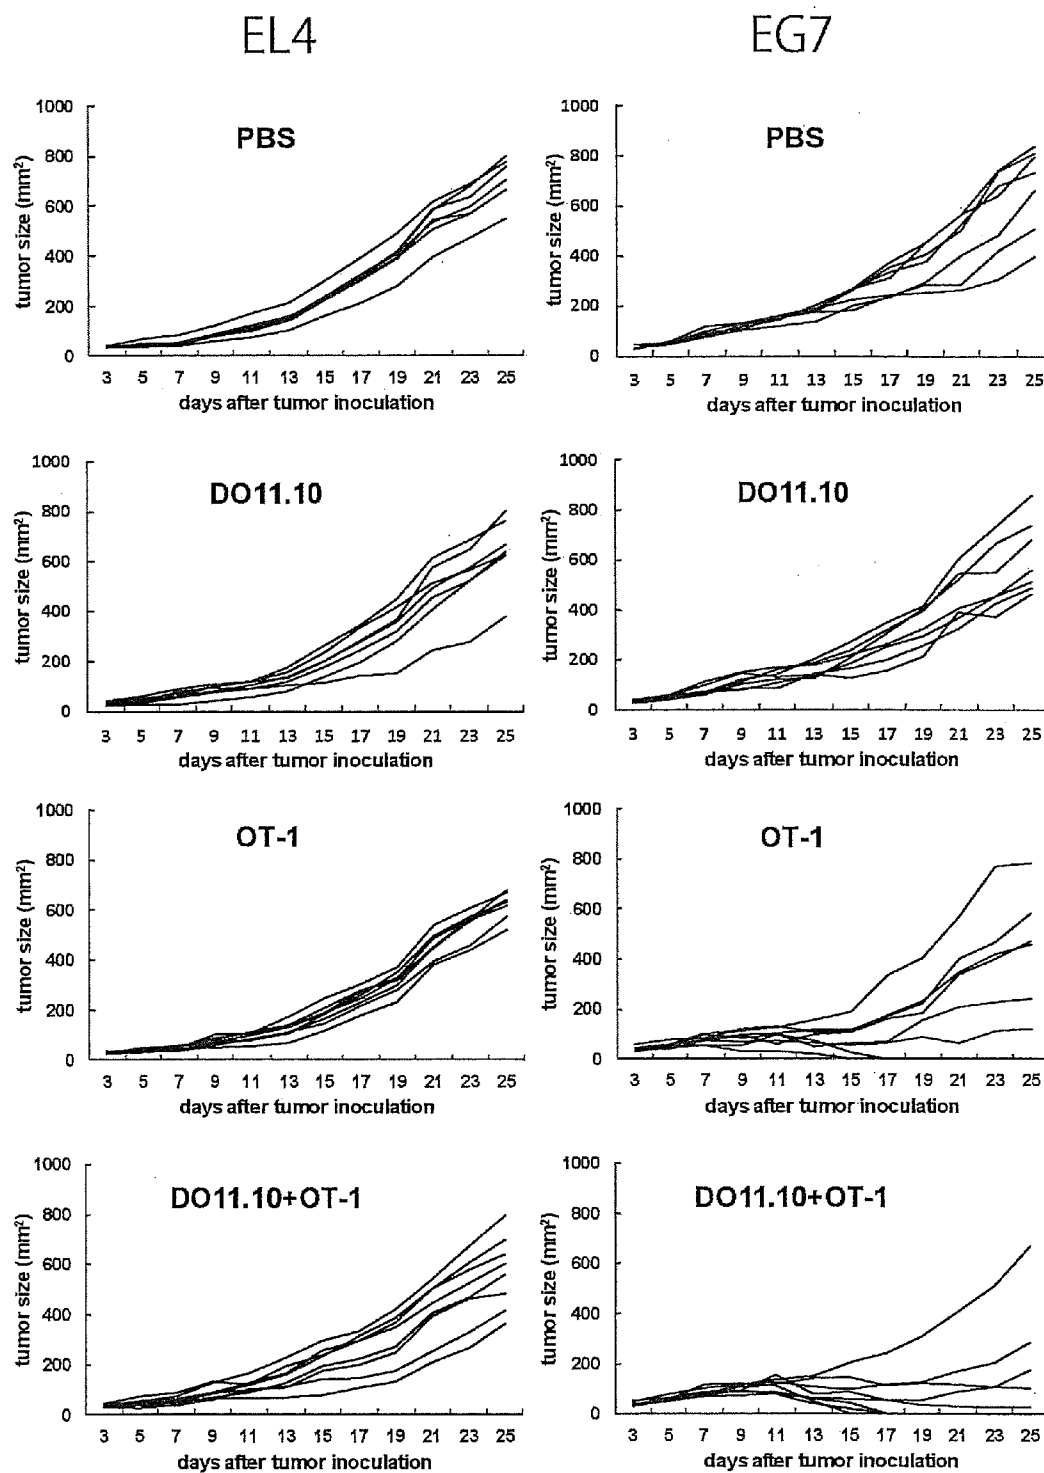 EL4 EG7
PBS PBS
tumor size (mm²) tumor size (mm²)
1000 1000
800 800
600 600
400 400
200 200
0 0
3 5 7 9 11 13 15 17 19 21 23 25 3 5 7 9 11 13 15 17 19 21 23 25
days after tumor inoculation days after tumor inoculation
DO11.10 DO11.10
tumor size (mm²) tumor size (mm²)
1000 1000
800 800
600 600
400 400
200 200
0 0
3 5 7 9 11 13 15 17 19 21 23 25 3 5 7 9 11 13 15 17 19 21 23 25
days after tumor inoculation days after tumor inoculation
OT-1 OT-1
tumor size (mm²) tumor size (mm²)
1000 1000
800 800
600 600
400 400
200 200
0 0
3 5 7 9 11 13 15 17 19 21 23 25 3 5 7 9 11 13 15 17 19 21 23 25
days after tumor inoculation days after tumor inoculation
DO11.10+OT-1 DO11.10+OT-1
tumor size (mm²) tumor size (mm²)
1000 1000
800 800
600 600
400 400
200 200
0 0
3 5 7 9 11 13 15 17 19 21 23 25 3 5 7 9 11 13 15 17 19 21 23 25
days after tumor inoculation days after tumor inoculation